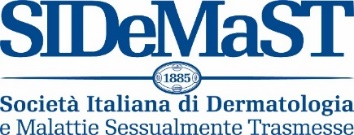 SIDeMaST
1885
Società Italiana di Dermatologia
e Malattie Sessualmente Trasmesse